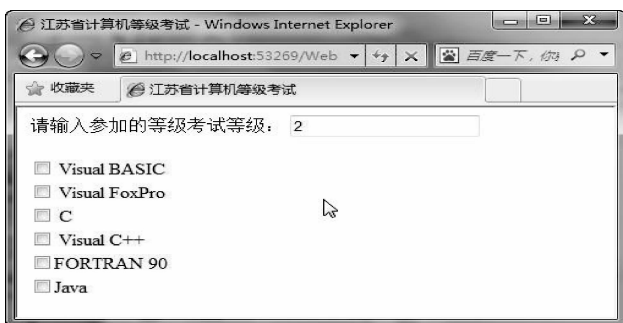 江苏省计算机等级考试 - Windows Internet Explorer
http://localhost:53269/Web
百度一下，你
收藏夹 江苏省计算机等级考试
请输入参加的等级考试等级： 2
Visual BASIC
Visual FoxPro
C
Visual C++
FORTRAN 90
Java